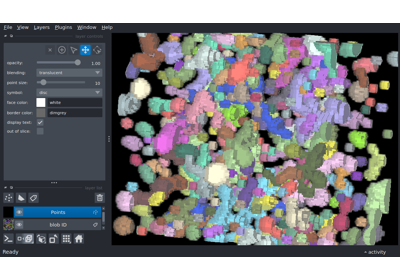 File View Layers Plugins Window Help
opacity: 1.00
blending: translucent
point size: 10
symbol: disc
face color: white
border color: dimgrey
display text: ✓
out of slice:
Points
blob ID
Ready activity